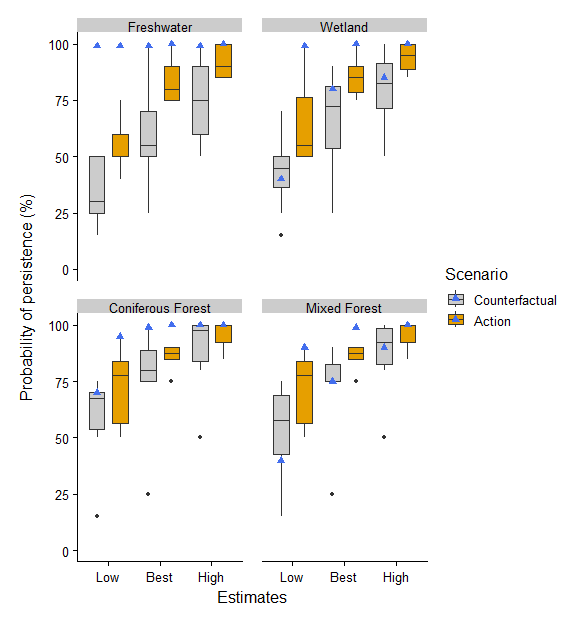 Freshwater
Wetland
100
75
50
25
0
Probability of persistence (%)
Scenario
Counterfactual
Action
Coniferous Forest
Mixed Forest
100
75
50
25
0
Low
Best
High
Low
Best
High
Estimates